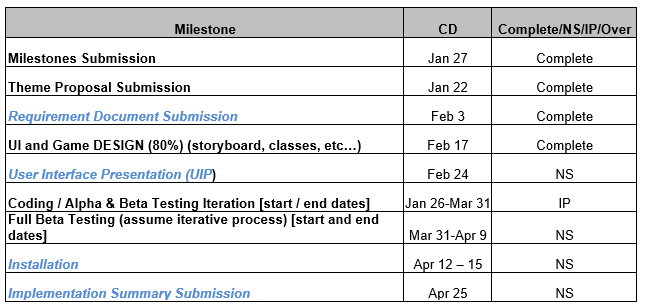 Milestone CD Complete/NS/IP/Over
Milestones Submission Jan 27 Complete
Theme Proposal Submission Jan 22 Complete
Requirement Document Submission Feb 3 Complete
UI and Game DESIGN (80%) (storyboard, classes, etc…) Feb 17 Complete
User Interface Presentation (UIP) Feb 24 NS
Coding / Alpha & Beta Testing Iteration [start / end dates] Jan 26-Mar 31 IP
Full Beta Testing (assume iterative process) [start and end
dates] Mar 31-Apr 9 NS
Installation Apr 12 – 15 NS
Implementation Summary Submission Apr 25 NS